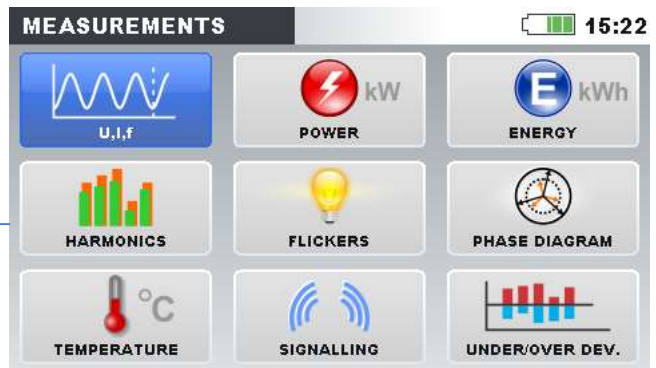 MEASUREMENTS 15:22
kW kWh
U,I,f POWER ENERGY
HARMONICS FLICKERS PHASE DIAGRAM
°C
TEMPERATURE SIGNALLING UNDER/OVER DEV.